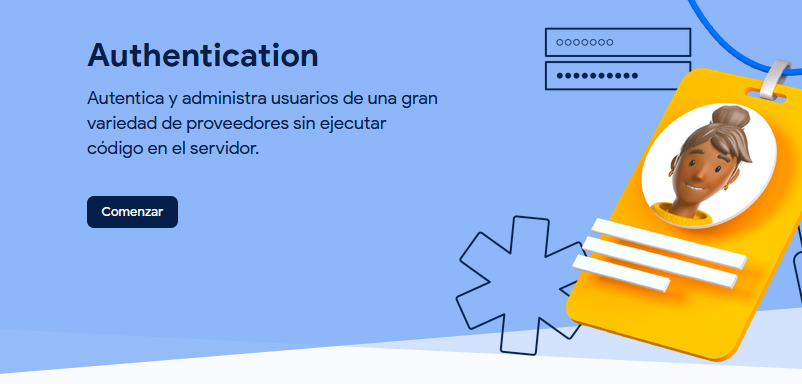 Authentication
Autentica y administra usuarios de una gran
variedad de proveedores sin ejecutar
código en el servidor.
Comenzar